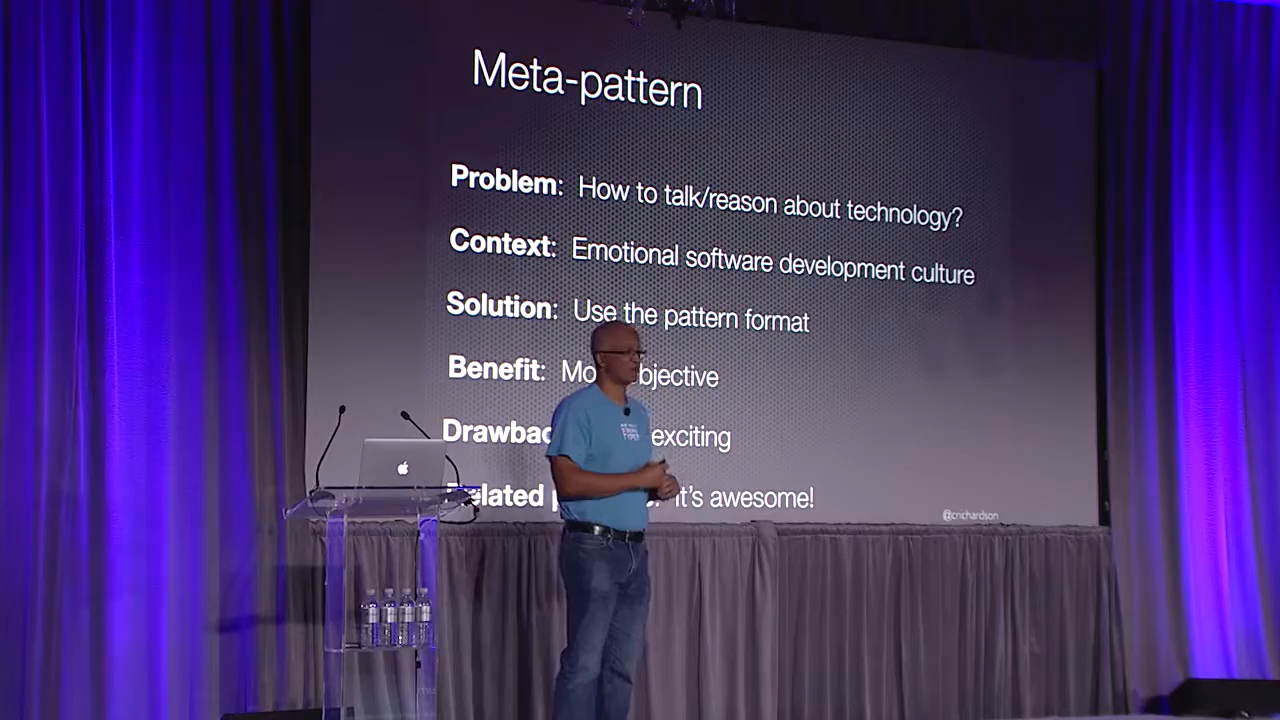 Meta-pattern
Problem: How to talk/reason about technology?
Context: Emotional software development culture
Solution: Use the pattern format
Benefit: objective
exciting
It's awesome!
@crichardson